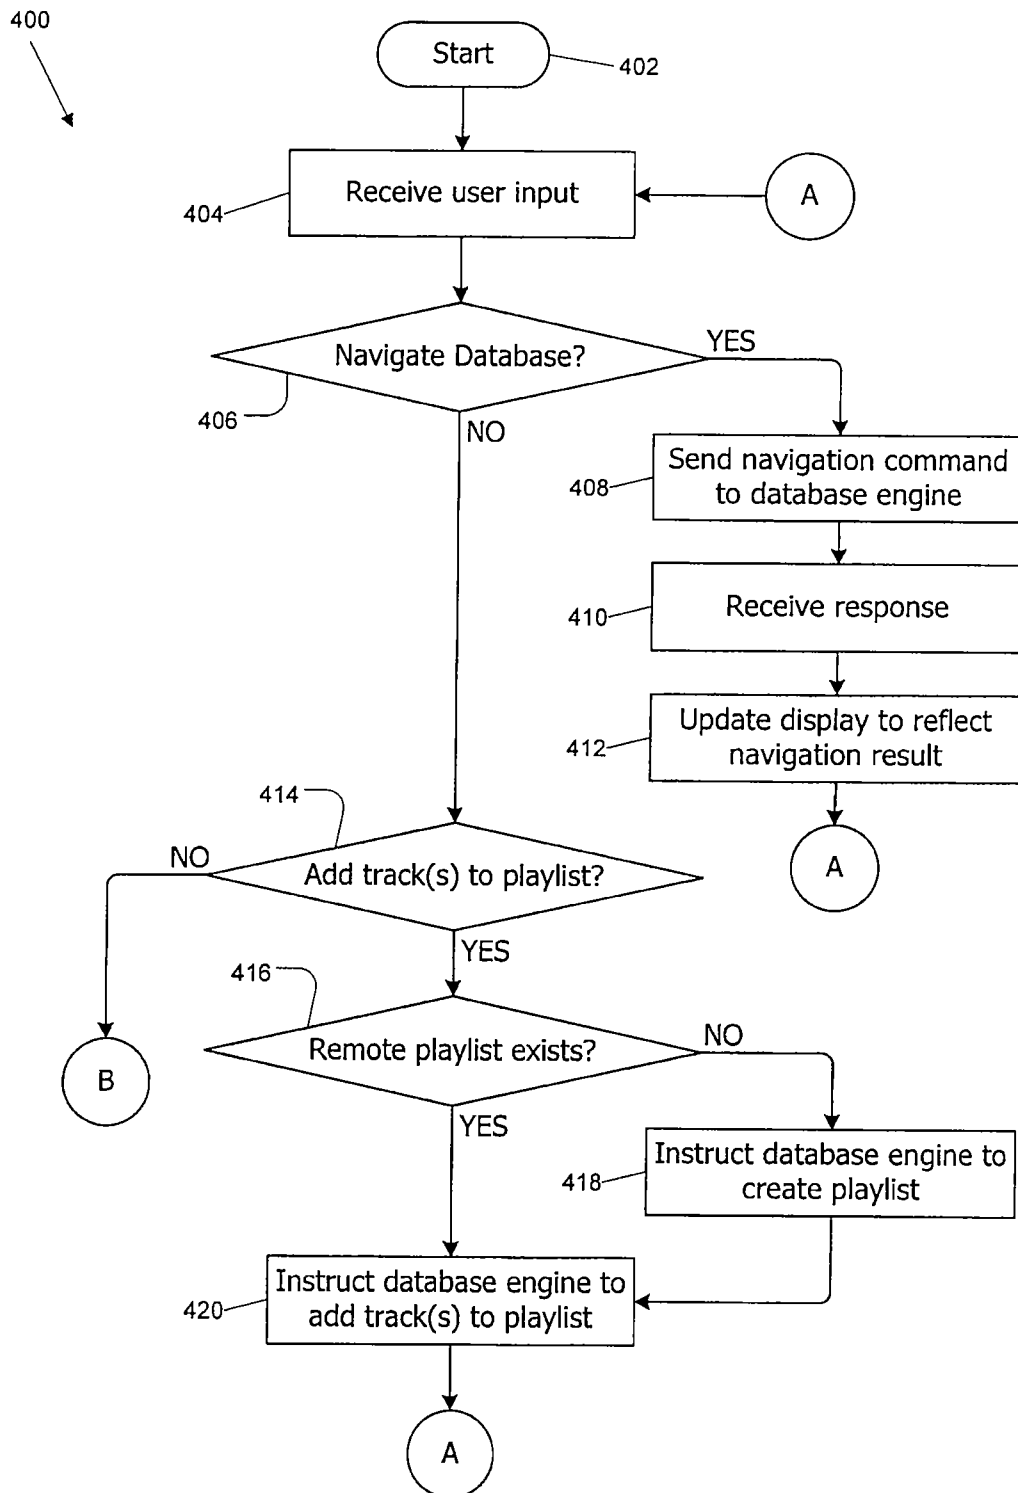 400
Start
402
Receive user input
404
A
Navigate Database?
YES
406
NO
Send navigation command
to database engine
408
Receive response
410
Update display to reflect
navigation result
412
A
414
NO
Add track(s) to playlist?
YES
416
Remote playlist exists?
NO
B
YES
Instruct database engine to
create playlist
418
Instruct database engine to
add track(s) to playlist
420
A